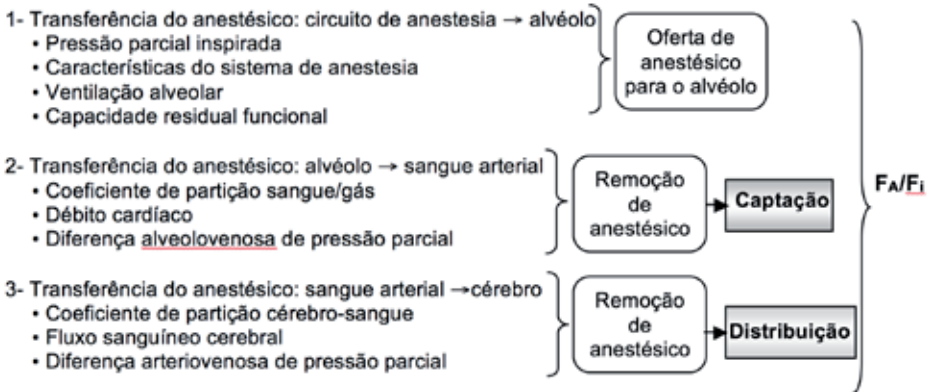 1- Transferência do anestésico: circuito de anestesia → alvéolo
• Pressão parcial inspirada
• Características do sistema de anestesia
• Ventilação alveolar
• Capacidade residual funcional
Oferta de
anestésico
para o alvéolo
2- Transferência do anestésico: alvéolo → sangue arterial
• Coeficiente de partição sangue/gás
• Débito cardíaco
• Diferença alveolovenosa de pressão parcial
Remoção
de
anestésico
Captação
3- Transferência do anestésico: sangue arterial →cérebro
• Coeficiente de partição cérebro-sangue
• Fluxo sanguíneo cerebral
• Diferença arteriovenosa de pressão parcial
Remoção
de
anestésico
Distribuição
FA/Fi